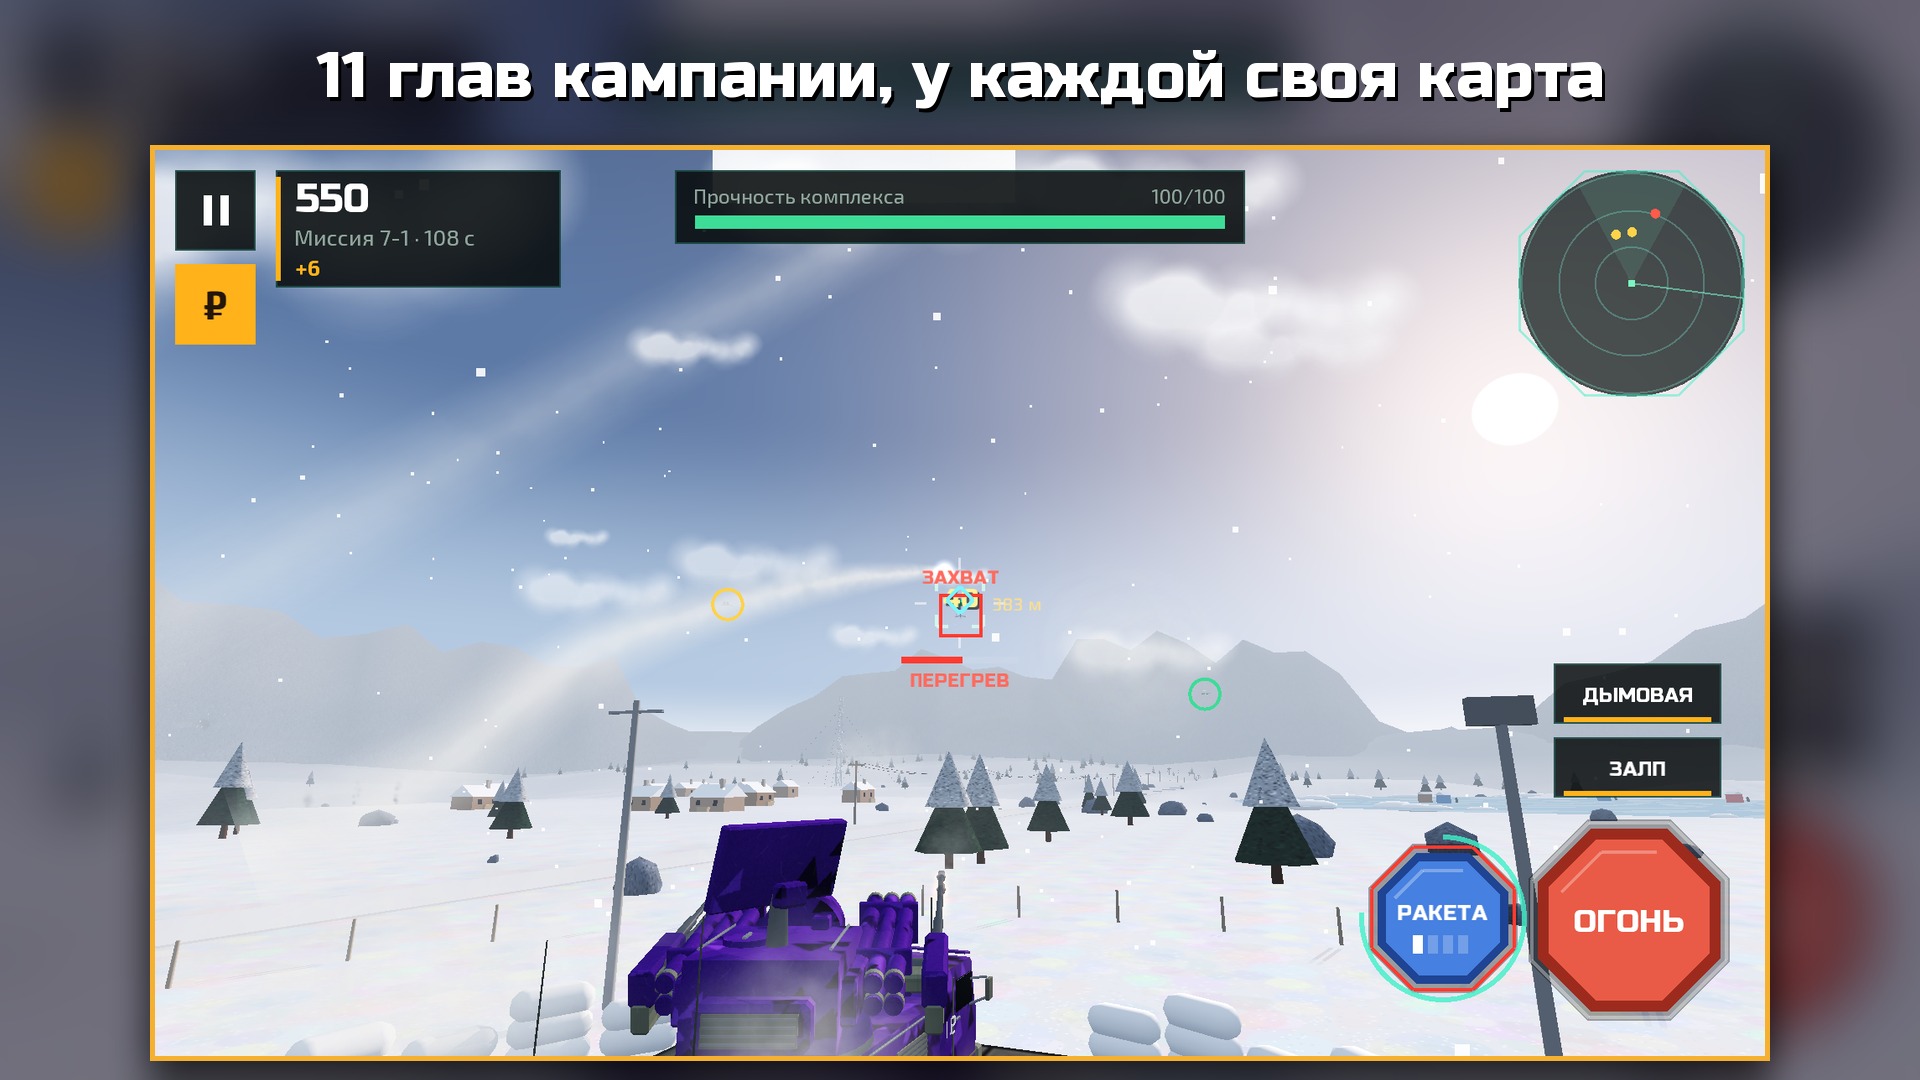 11 глав кампании, у каждой своя карта
550
Миссия 7-1 · 108 с
+6
₽
Прочность комплекса 100/100
ЗАХВАТ
383 м
ПЕРЕГРЕВ
ДЫМОВАЯ
ЗАЛП
РАКЕТА
ОГОНЬ